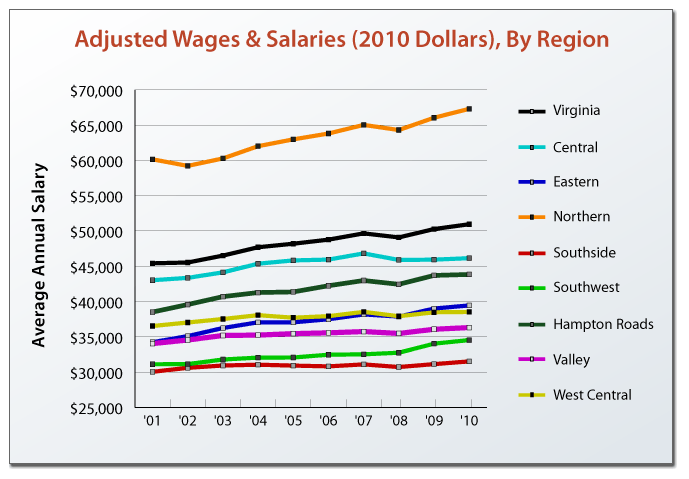 Adjusted Wages & Salaries (2010 Dollars), By Region
Average Annual Salary
$70,000
$65,000
$60,000
$55,000
$50,000
$45,000
$40,000
$35,000
$30,000
$25,000
'01 '02 '03 '04 '05 '06 '07 '08 '09 '10
Virginia
Central
Eastern
Northern
Southside
Southwest
Hampton Roads
Valley
West Central